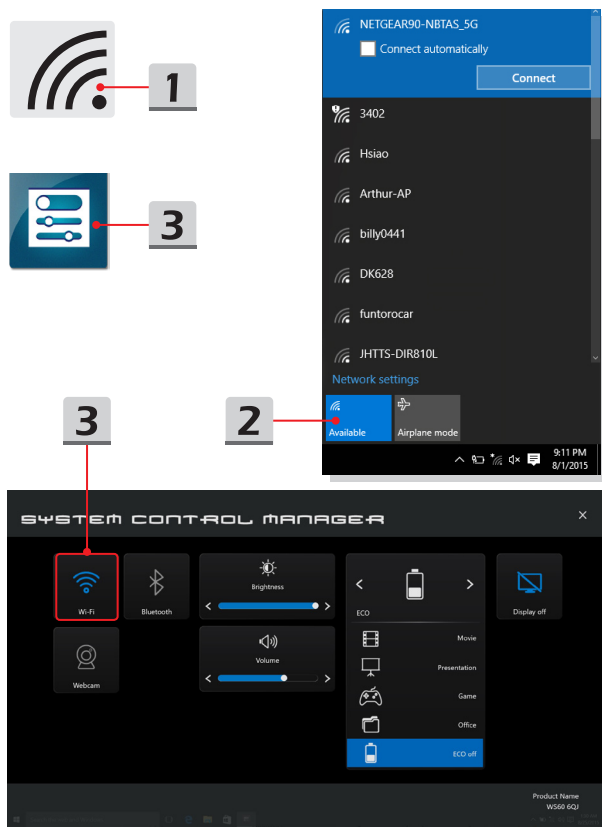 1
3
NETGEAR90-NBTAS_5G
Connect automatically
Connect
3402
Hsiao
Arthur-AP
billy0441
DK628
funtorocar
JHTTS-DIR810L
Network settings
Available
Airplane mode
9:11 PM
8/1/2015
3
2
SYSTEM CONTROL MANAGER
Wi-Fi
Bluetooth
Brightness
ECO
Display off
Webcam
Volume
Movie
Presentation
Game
Office
ECO off
Product Name
WS60 6QJ